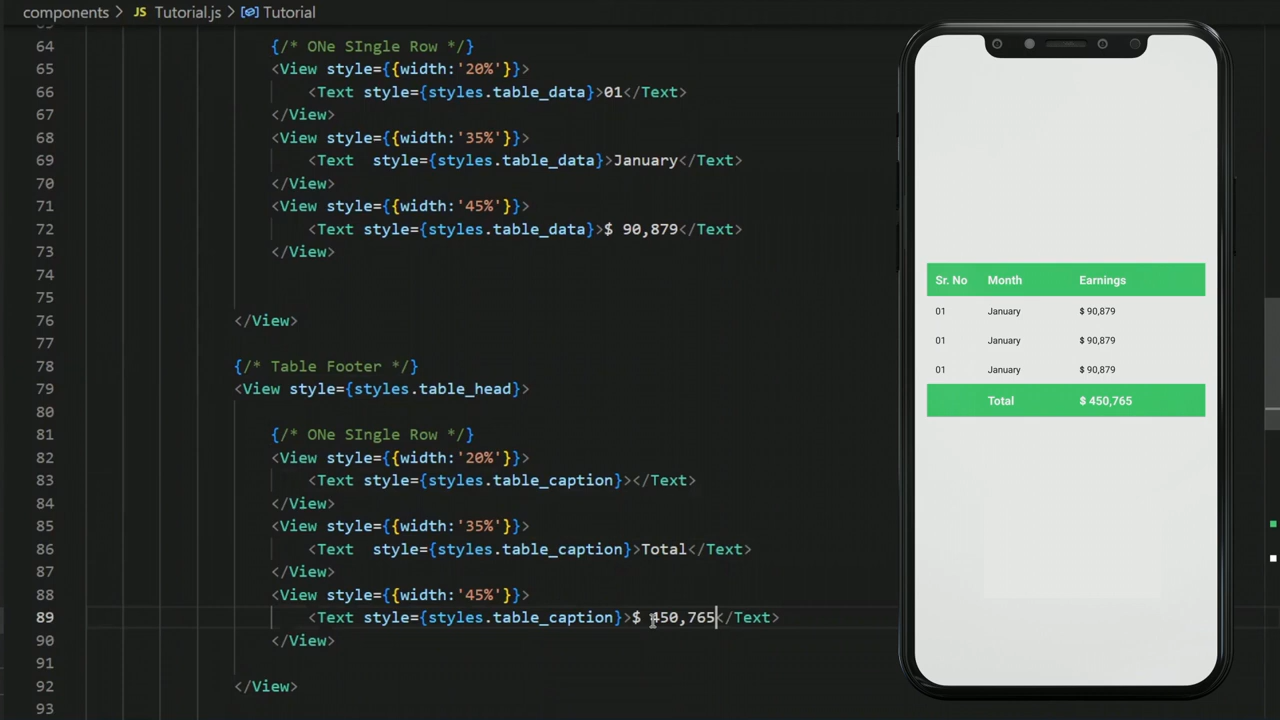 components > JS Tutorial.js > Tutorial
64 {/* ONe SIngle Row */}
65 <View style={{width:'20%'}}>
66 <Text style={styles.table_data}>01</Text>
67 </View>
68 <View style={{width:'35%'}}>
69 <Text  style={styles.table_data}>January</Text>
70 </View>
71 <View style={{width:'45%'}}>
72 <Text style={styles.table_data}>$ 90,879</Text>
73 </View>
74
75
76 </View>
77
78 {/* Table Footer */}
79 <View style={styles.table_head}>
80
81 {/* ONe SIngle Row */}
82 <View style={{width:'20%'}}>
83 <Text style={styles.table_caption}></Text>
84 </View>
85 <View style={{width:'35%'}}>
86 <Text  style={styles.table_caption}>Total</Text>
87 </View>
88 <View style={{width:'45%'}}>
89 <Text style={styles.table_caption}>$ 450,765</Text>
90 </View>
91
92 </View>
93
Sr. No Month Earnings
01 January $ 90,879
01 January $ 90,879
01 January $ 90,879
Total $ 450,765